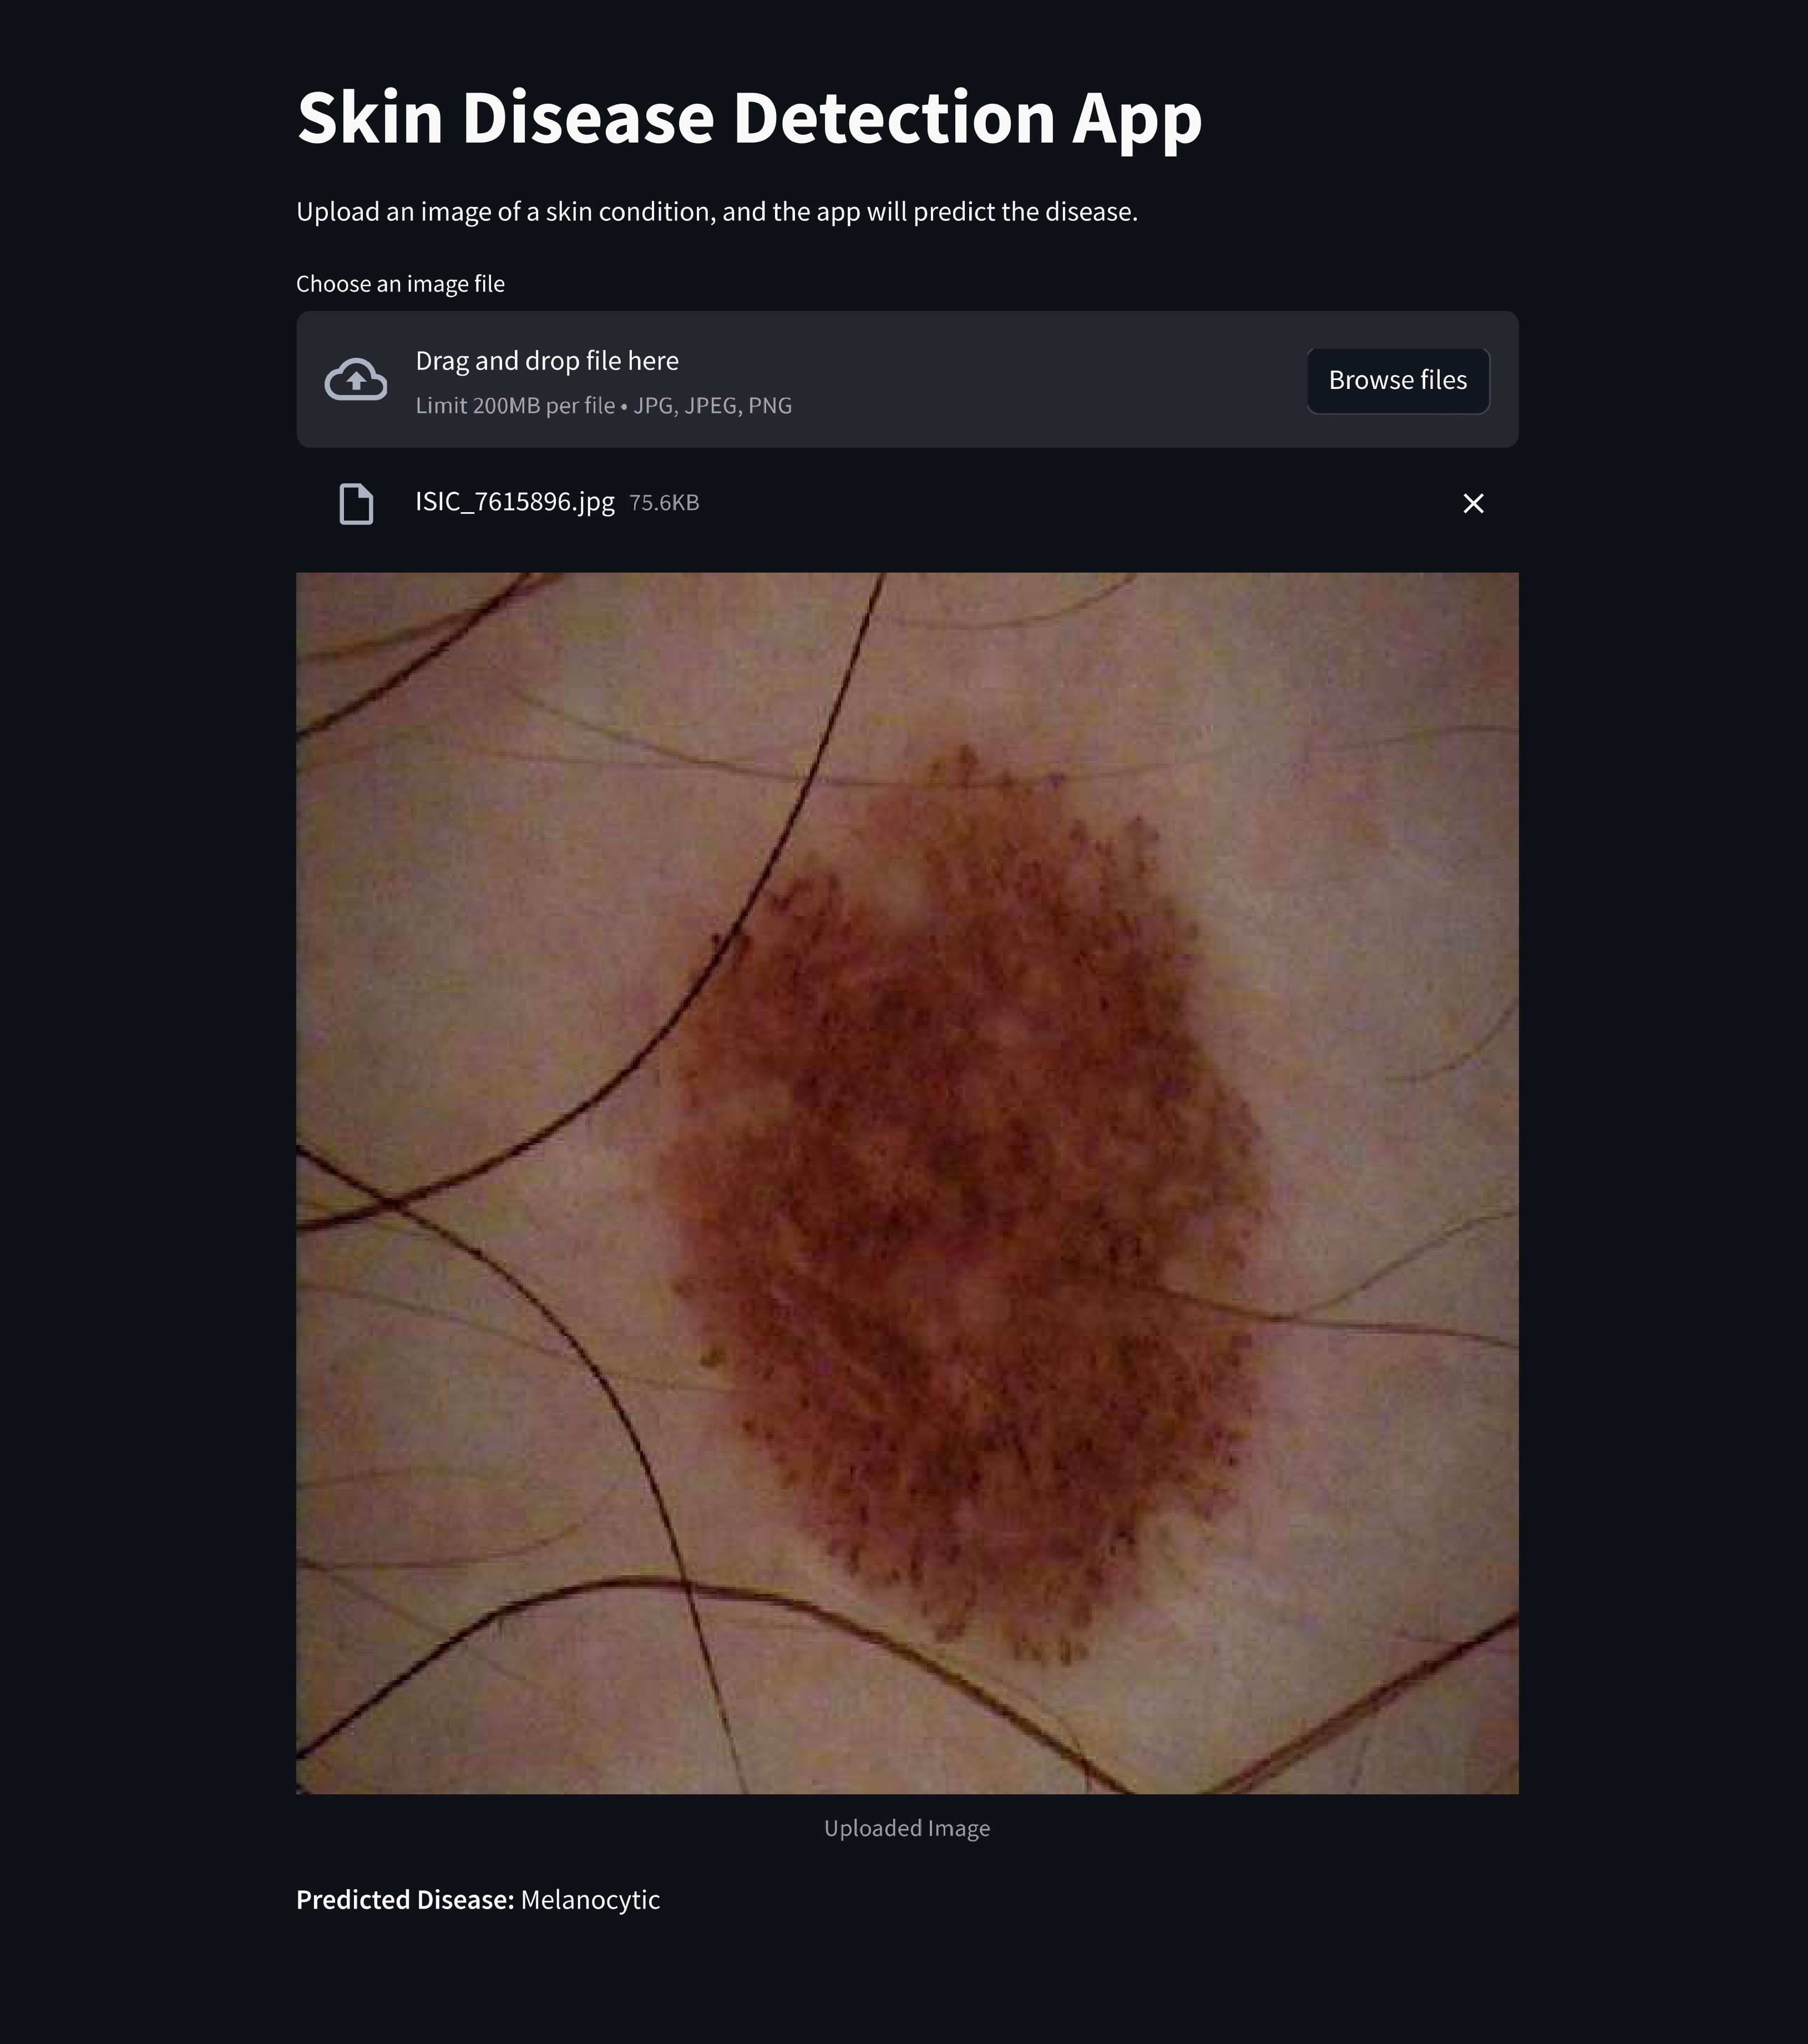 Skin Disease Detection App
Upload an image of a skin condition, and the app will predict the disease.
Choose an image file
Drag and drop file here
Limit 200MB per file • JPG, JPEG, PNG
Browse files
ISIC_7615896.jpg 75.6KB
Uploaded Image
Predicted Disease: Melanocytic